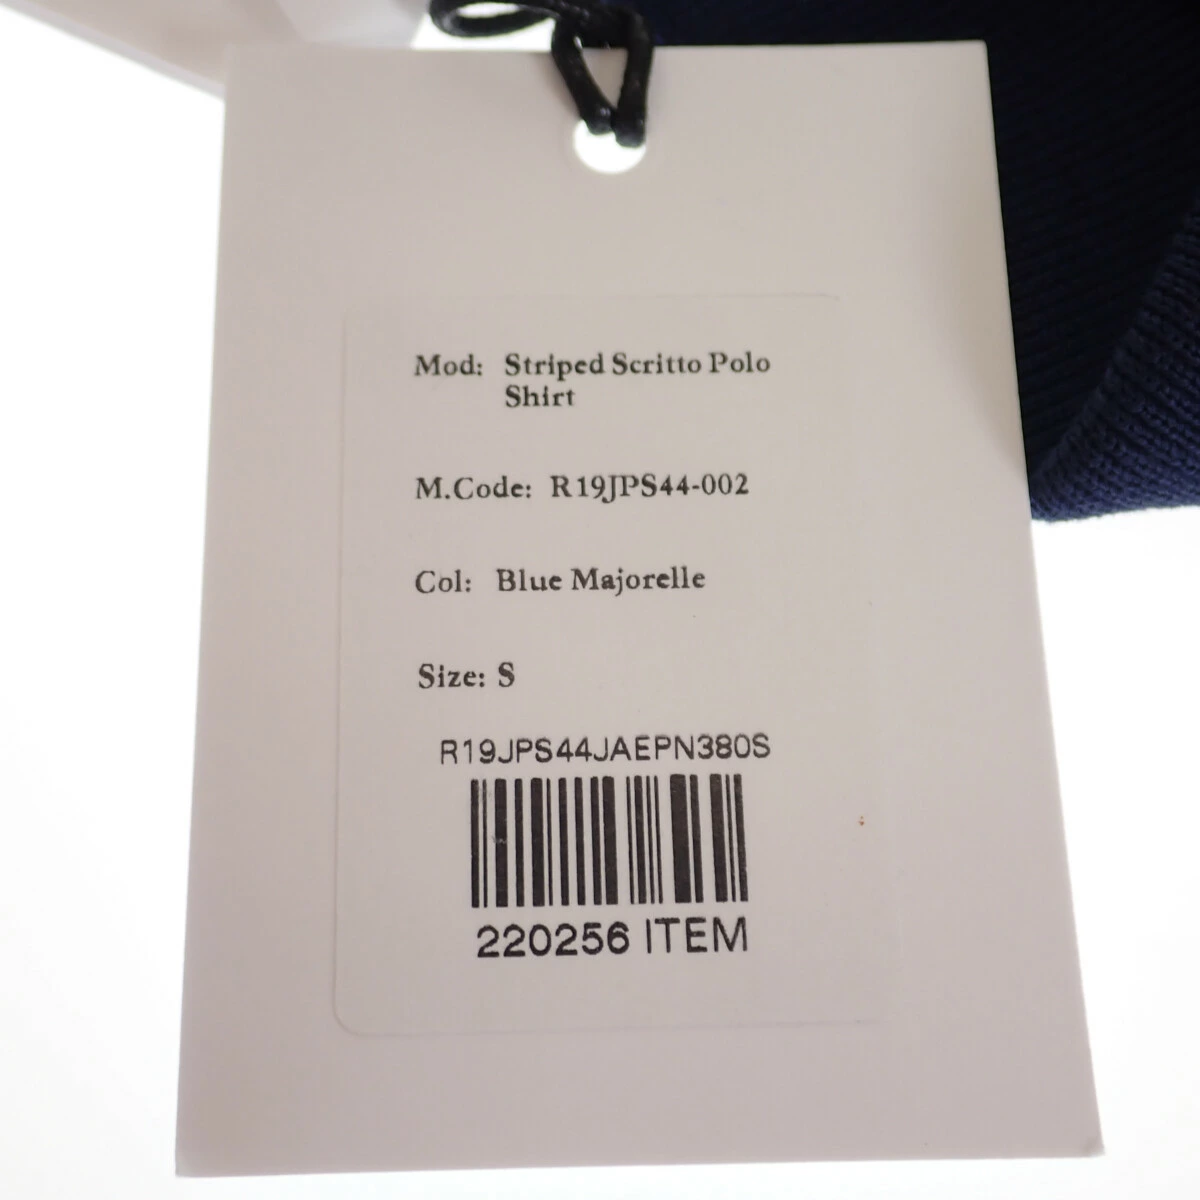 Mod: Striped Scritto Polo
Shirt
M.Code: R19JPS44-002
Col: Blue Majorelle
Size: S
R19JPS44JAEPN380S
220256 ITEM